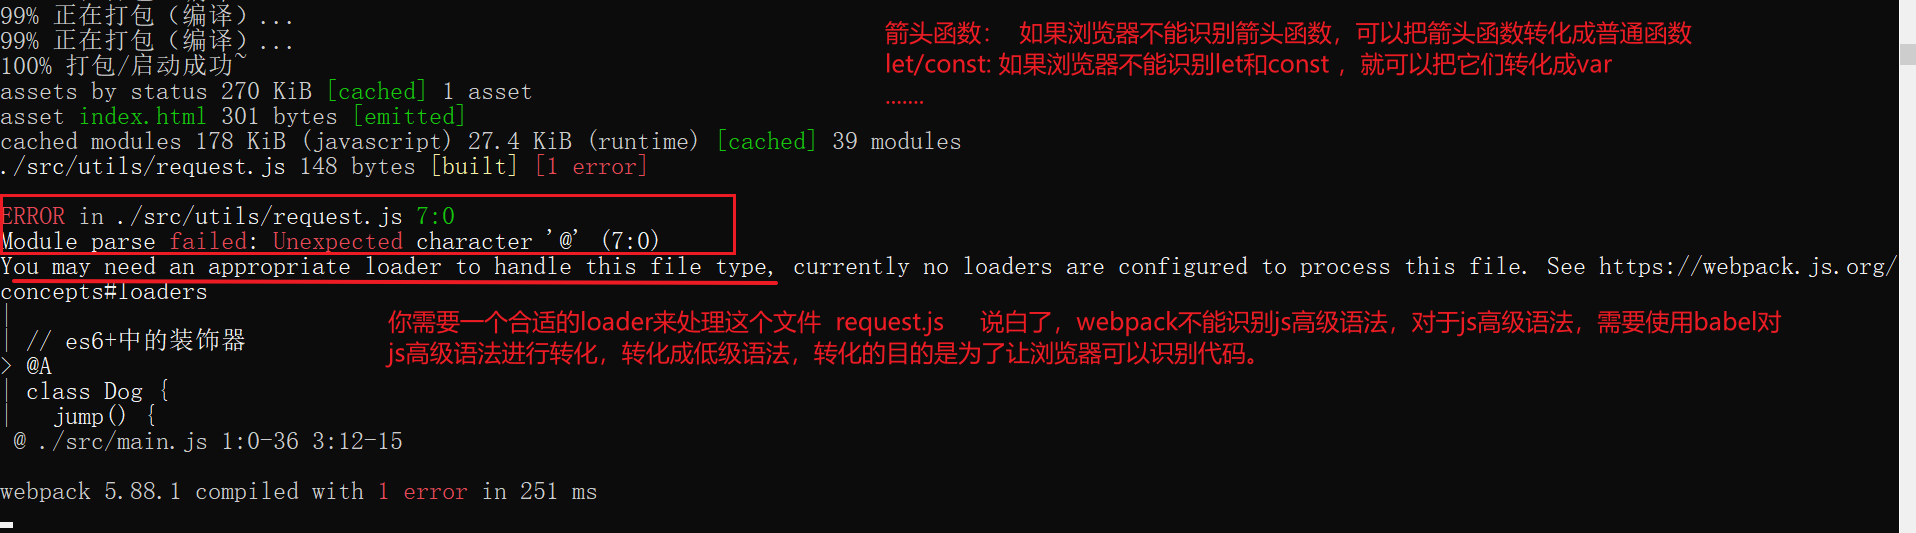 99% 正在打包（编译）...
99% 正在打包（编译）...
100% 打包/启动成功~
assets by status 270 KiB [cached] 1 asset
asset index.html 301 bytes [emitted]
cached modules 178 KiB (javascript) 27.4 KiB (runtime) [cached] 39 modules
./src/utils/request.js 148 bytes [built] [1 error]
箭头函数： 如果浏览器不能识别箭头函数，可以把箭头函数转化成普通函数
let/const: 如果浏览器不能识别let和const ，就可以把它们转化成var
.......
ERROR in ./src/utils/request.js 7:0
Module parse failed: Unexpected character '@' (7:0)
You may need an appropriate loader to handle this file type, currently no loaders are configured to process this file. See https://webpack.js.org/
concepts#loaders
|
| // es6+中的装饰器
> @A
| class Dog {
|   jump() {
 @ ./src/main.js 1:0-36 3:12-15
你需要一个合适的loader来处理这个文件 request.js 说白了，webpack不能识别js高级语法，对于js高级语法，需要使用babel对
js高级语法进行转化，转化成低级语法，转化的目的是为了让浏览器可以识别代码。
webpack 5.88.1 compiled with 1 error in 251 ms